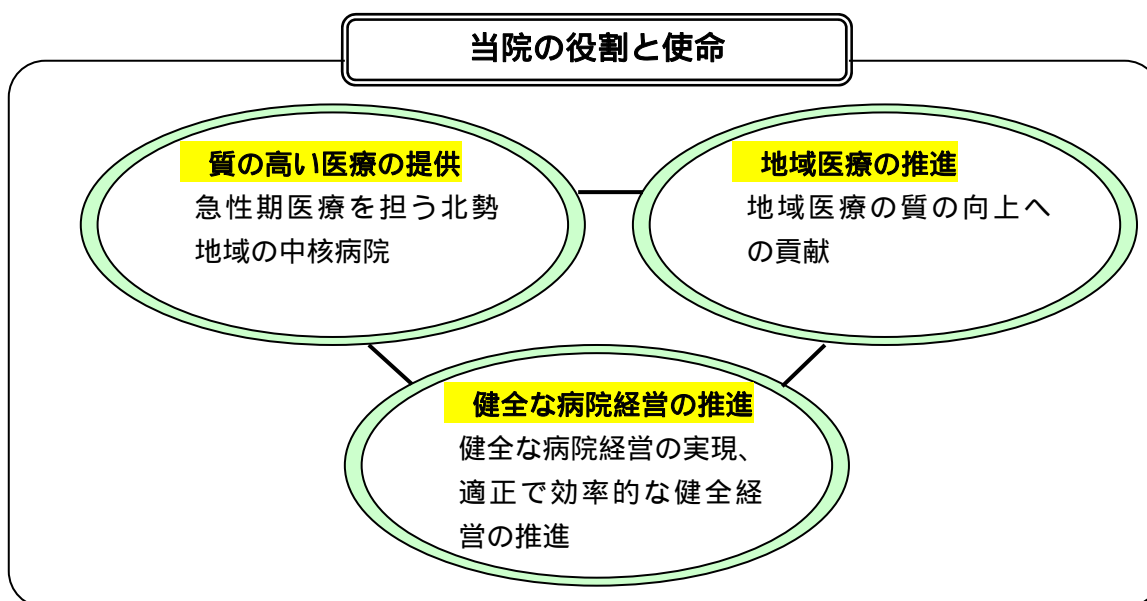 当院の役割と使命
質の高い医療の提供
急性期医療を担う北勢
地域の中核病院
地域医療の推進
地域医療の質の向上へ
の貢献
健全な病院経営の推進
健全な病院経営の実現、
適正で効率的な健全経
営の推進